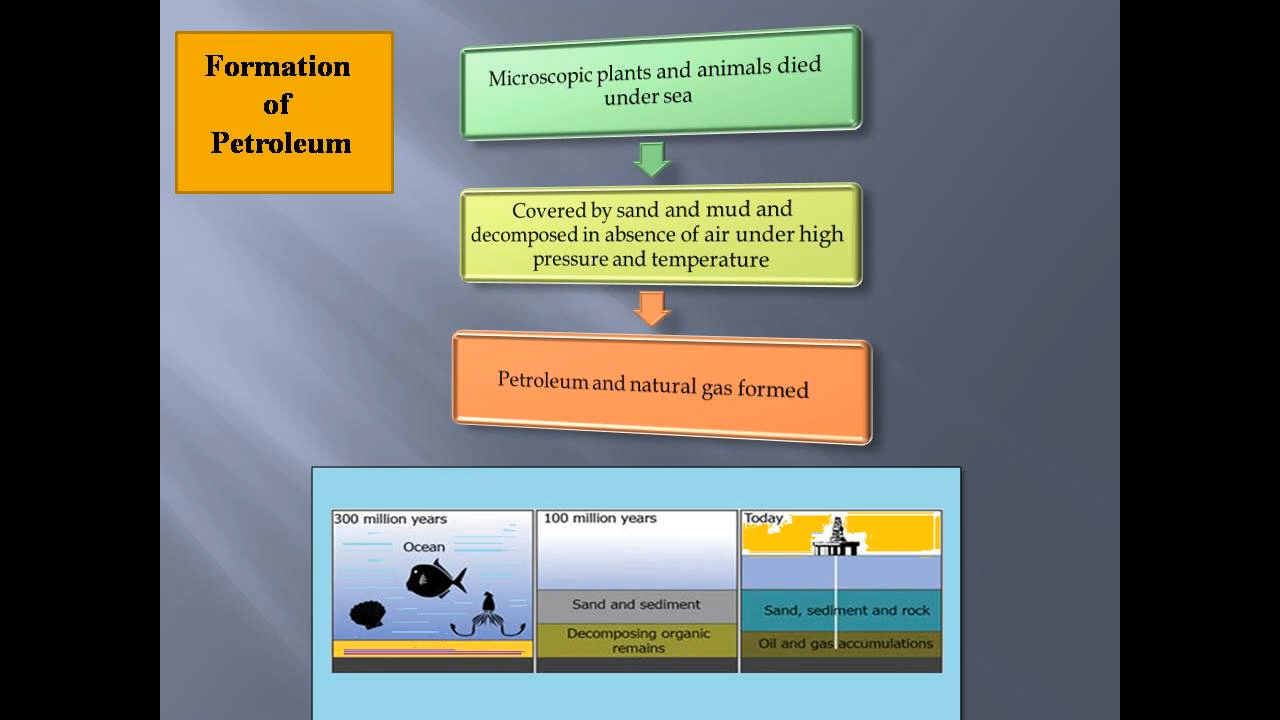 Formation
of
Petroleum
Microscopic plants and animals died
under sea
Covered by sand and mud and
decomposed in absence of air under high
pressure and temperature
Petroleum and natural gas formed
300 million years
Ocean
100 million years
Sand and sediment
Decomposing organic
remains
Today
Sand, sediment and rock
Oil and gas accumulations